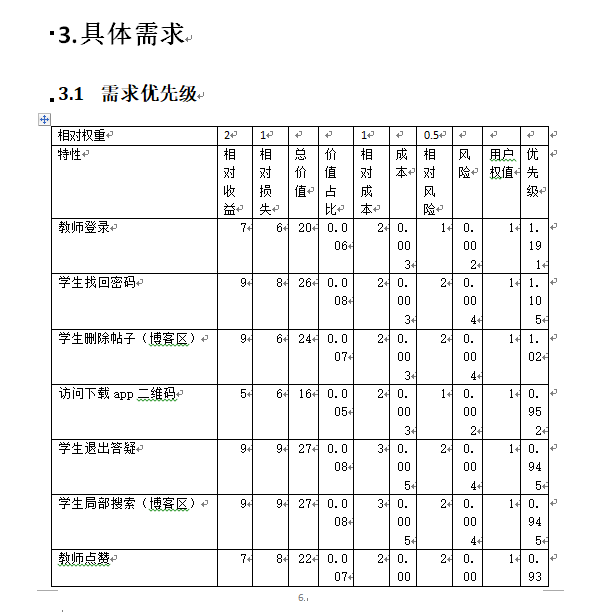 3.具体需求
3.1 需求优先级
相对权重 2 1 1 0.5
特性 相对收益 相对损失 总价值 价值占比 相对成本 成本 相对风险 风险 用户权值 优先级
教师登录 7 6 20 0.006 2 0.003 1 0.002 1 1.191
学生找回密码 9 8 26 0.008 2 0.003 2 0.004 1 1.105
学生删除帖子（博客区） 9 6 24 0.007 2 0.003 2 0.004 1 1.02
访问下载app二维码 5 6 16 0.005 2 0.003 1 0.002 1 0.952
学生退出答疑 9 9 27 0.008 3 0.005 2 0.004 1 0.945
学生局部搜索（博客区） 9 9 27 0.008 3 0.005 2 0.004 1 0.945
教师点赞 7 8 22 0.007 2 0.00 2 0.00 1 0.93
6